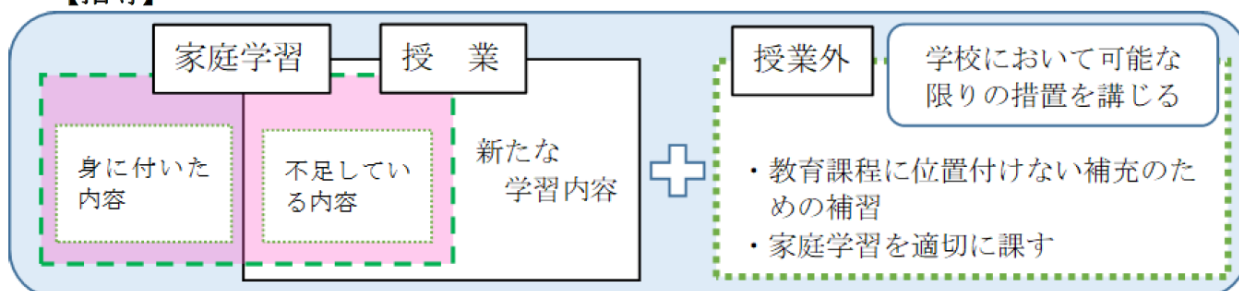 家庭学習
授 業
身に付いた
内容
不足してい
る内容
新たな
学習内容
授業外
学校において可能な
限りの措置を講じる
・教育課程に位置付けない補充のた
めの補習
・家庭学習を適切に課す